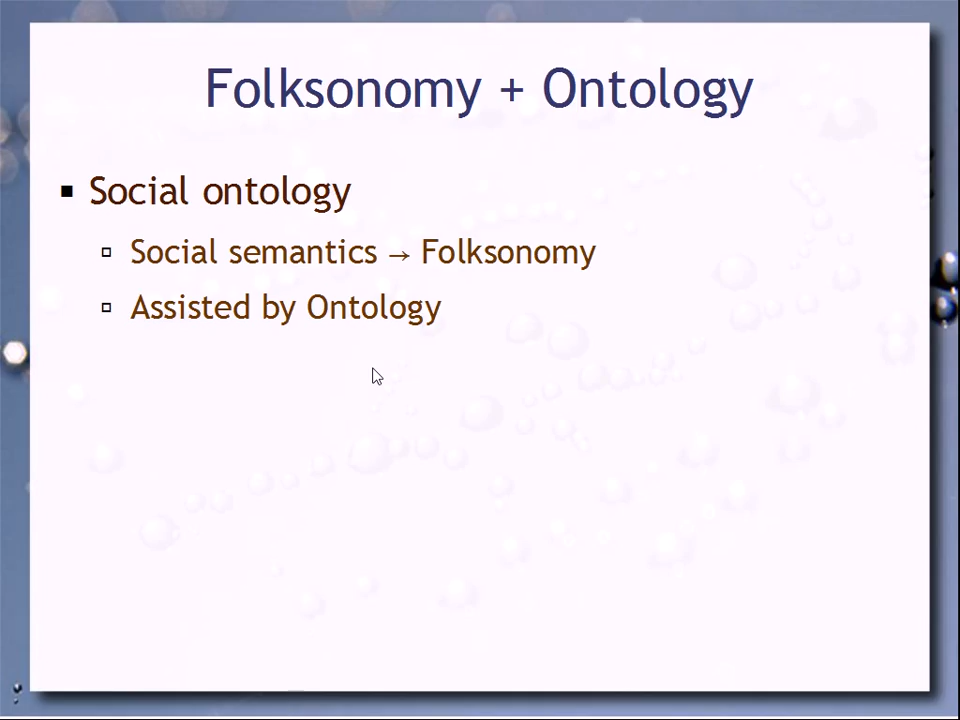 Folksonomy + Ontology
Social ontology
Social semantics → Folksonomy
Assisted by Ontology